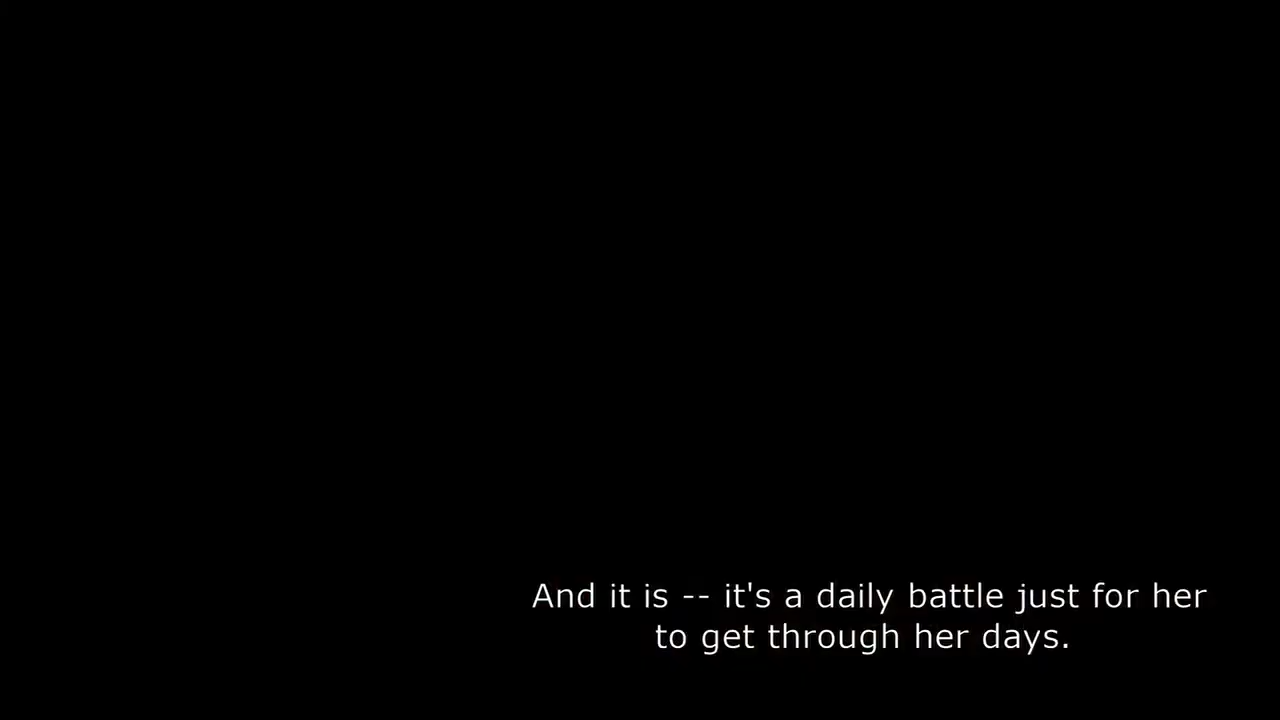 And it is -- it's a daily battle just for her
to get through her days.